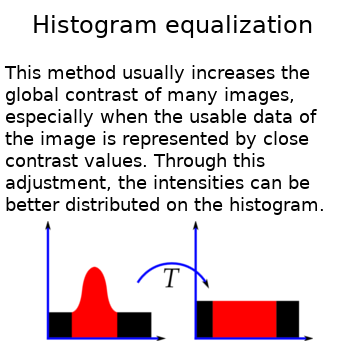 Histogram equalization
This method usually increases the
global contrast of many images,
especially when the usable data of
the image is represented by close
contrast values. Through this
adjustment, the intensities can be
better distributed on the histogram.
T